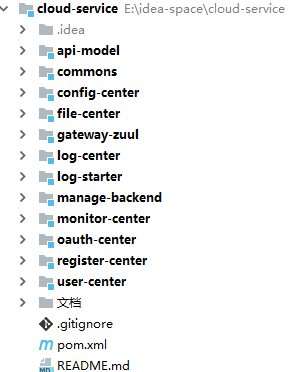 cloud-service E:\idea-space\cloud-service
.idea
api-model
commons
config-center
file-center
gateway-zuul
log-center
log-starter
manage-backend
monitor-center
oauth-center
register-center
user-center
文档
.gitignore
m pom.xml
MD README.md